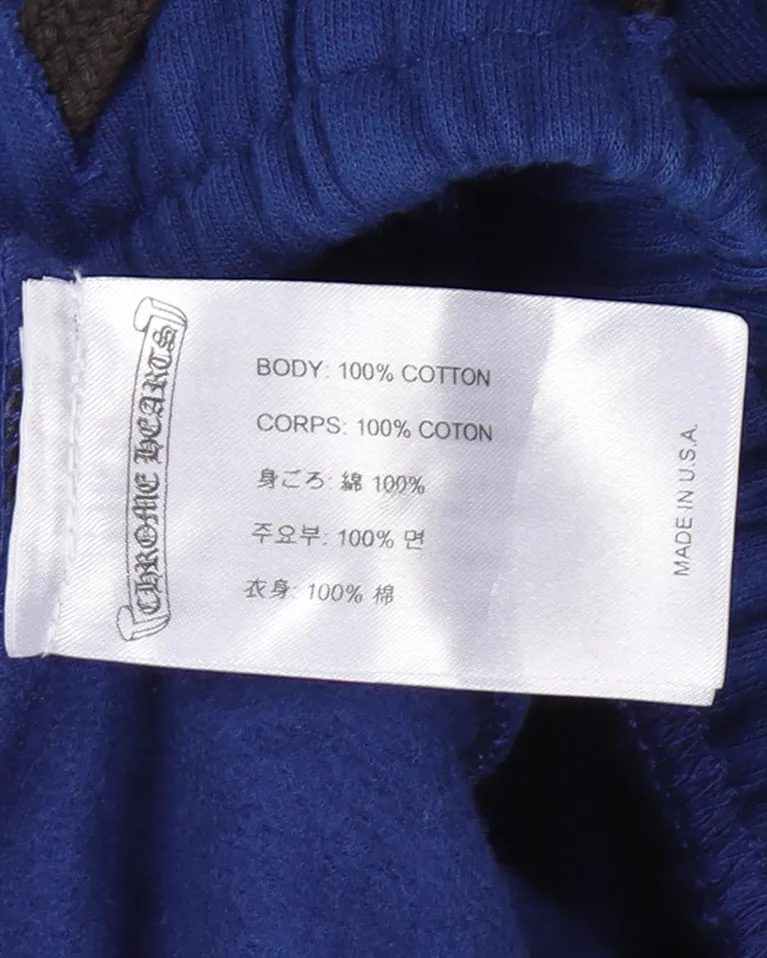 CHROME HEARTS
BODY: 100% COTTON
CORPS: 100% COTON
身ごろ: 綿 100%
주요부: 100% 면
衣身: 100% 棉
MADE IN U.S.A.